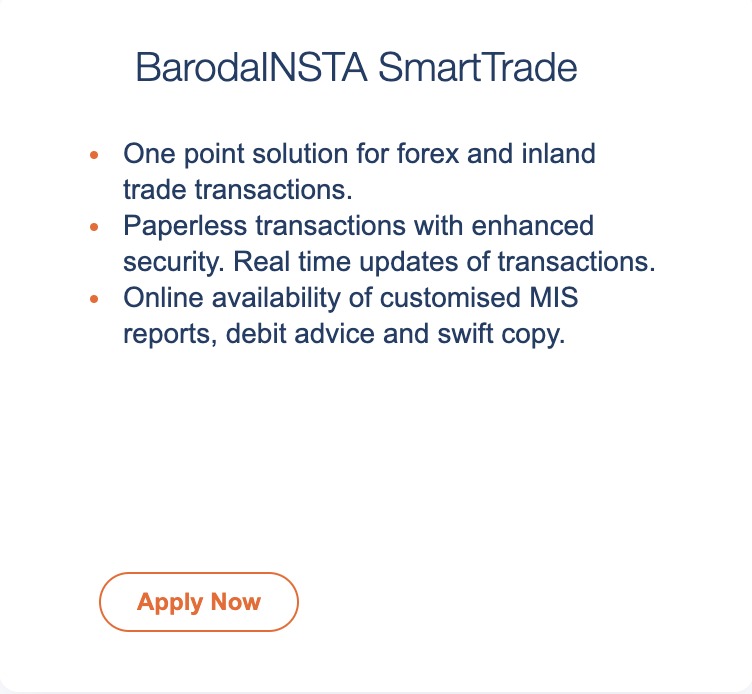 BarodaINSTA SmartTrade
• One point solution for forex and inland
trade transactions.
• Paperless transactions with enhanced
security. Real time updates of transactions.
• Online availability of customised MIS
reports, debit advice and swift copy.
Apply Now